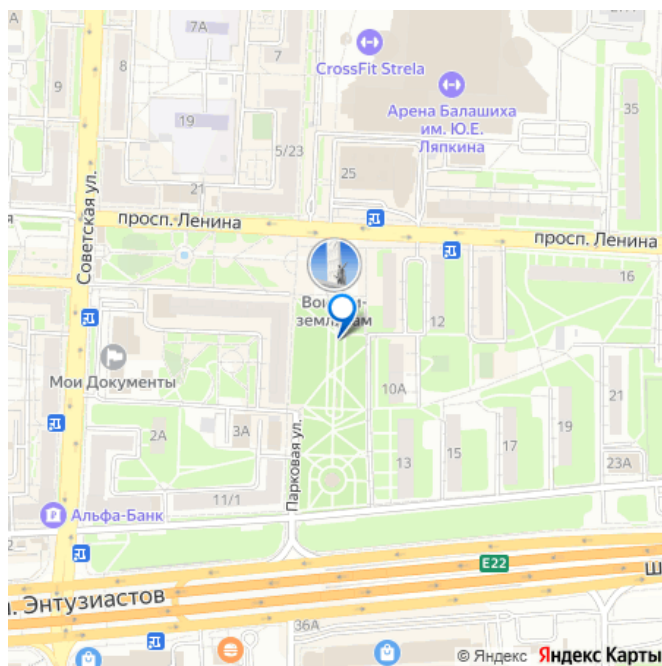 7А
8
9
19
21
5/23
CrossFit Strela
Арена Балашиха
им. Ю.Е.
Ляпкина
35
25
просп. Ленина
просп. Ленина
Советская ул.
16
12
Мои Документы
10А
2А
3А
Парковая ул.
13
15
17
19
21
23А
11/1
Альфа-Банк
E22
Энтузиастов
36А
© Яндекс Яндекс Карты